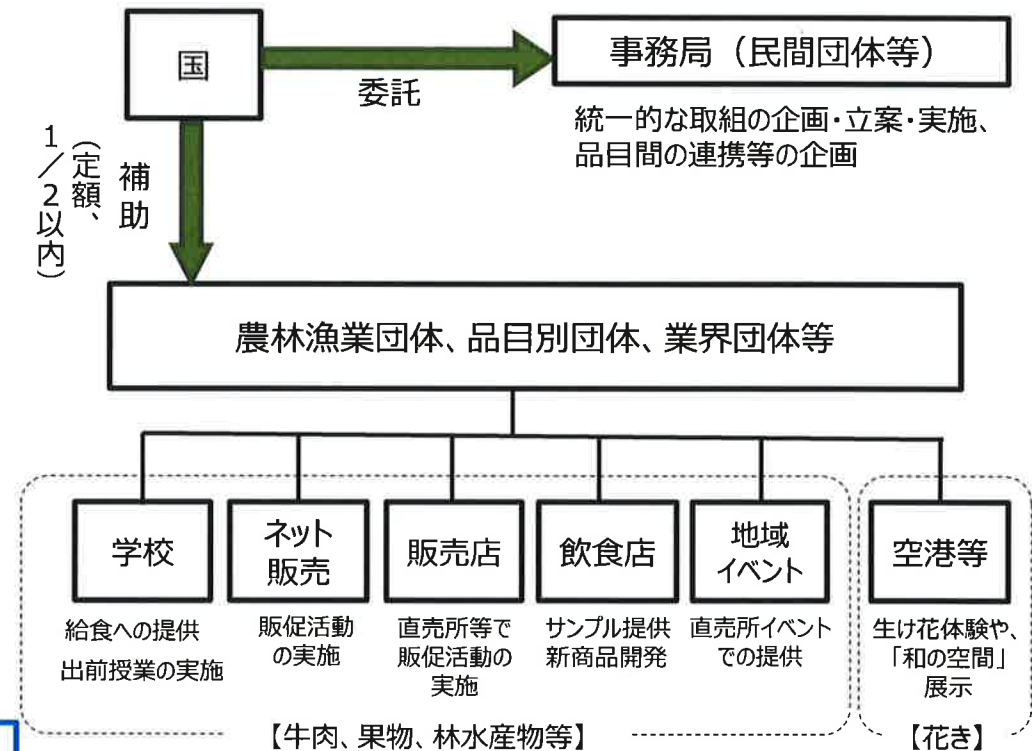 国
委託
事務局（民間団体等）
統一的な取組の企画・立案・実施、
品目間の連携等の企画
補助
（定額、
１／２以内）
農林漁業団体、品目別団体、業界団体等
学校
給食への提供
出前授業の実施
ネット
販売
販促活動
の実施
販売店
直売所等で
販促活動の
実施
飲食店
サンプル提供
新商品開発
地域
イベント
直売所イベント
での提供
空港等
生け花体験や、
「和の空間」
展示
【牛肉、果物、林水産物等】
【花き】